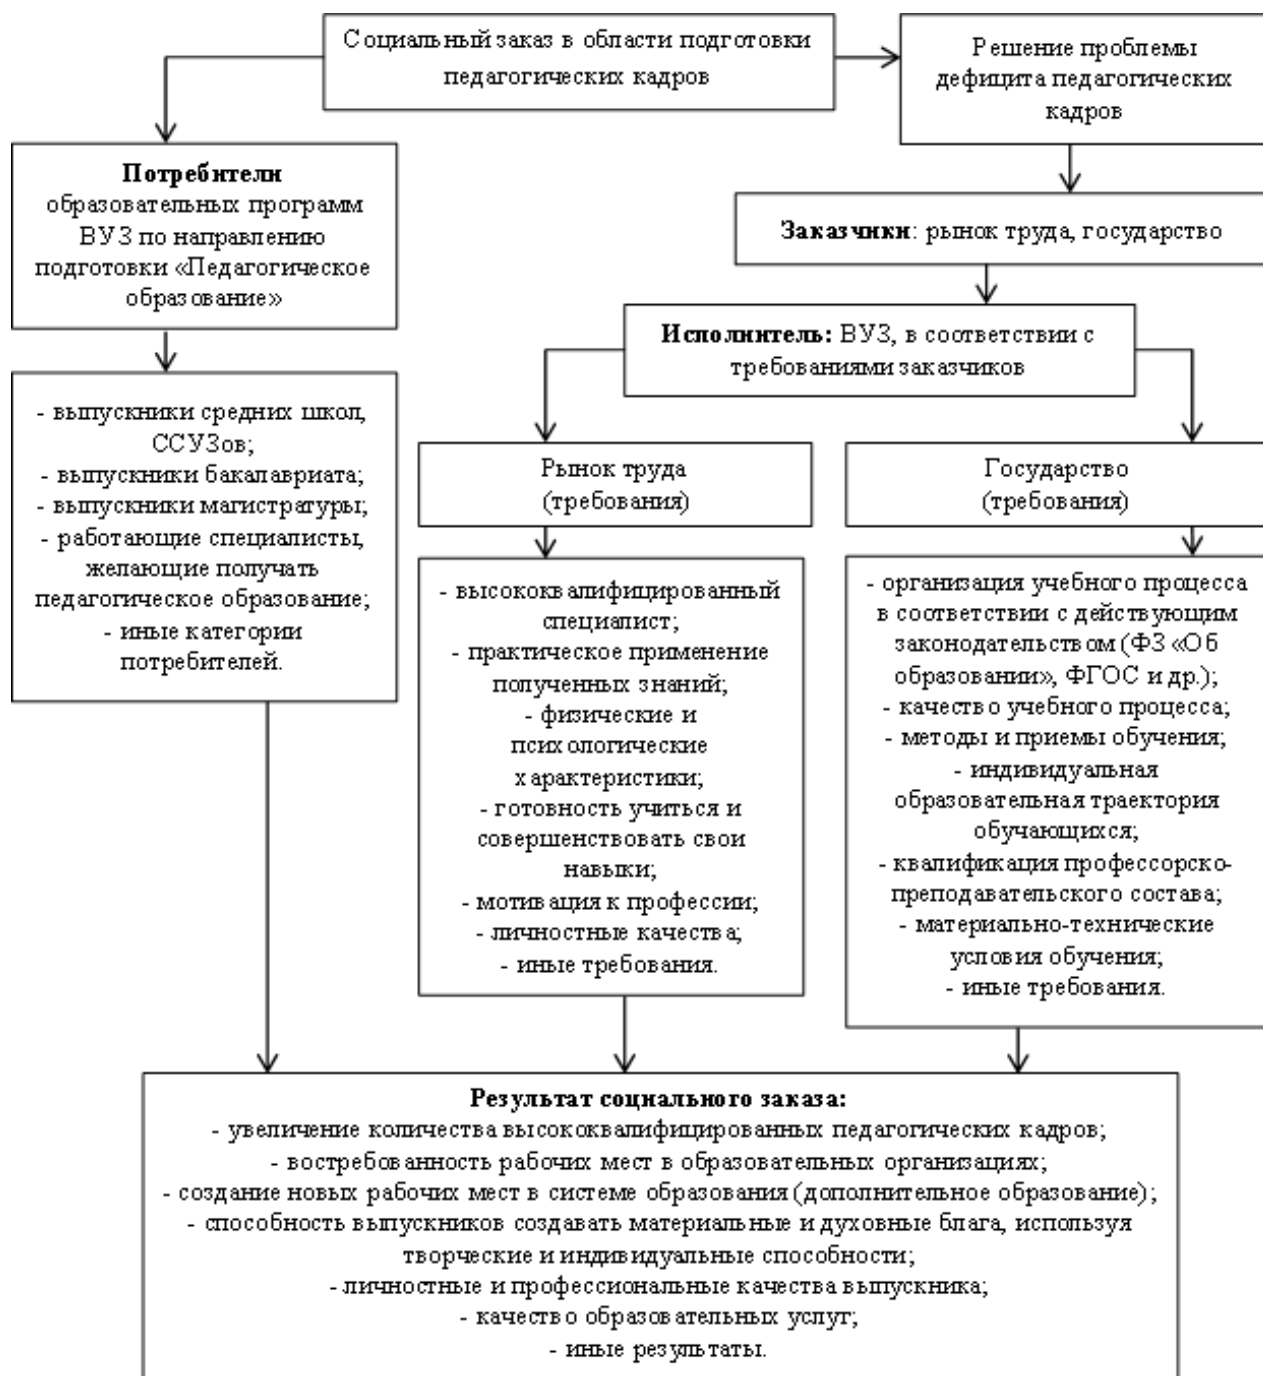 Социальный заказ в области подготовки
педагогических кадров
Решение проблемы
дефицита педагогических
кадров
Потребители
образовательных программ
ВУЗ по направлению
подготовки «Педагогическое
образование»
Заказчики: рынок труда, государство
Исполнитель: ВУЗ, в соответствии с
требованиями заказчиков
- выпускники средних школ,
ССУЗов;
- выпускники бакалавриата;
- выпускники магистратуры;
- работающие специалисты,
желающие получать
педагогическое образование;
- иные категории
потребителей.
Рынок труда
(требования)
Государство
(требования)
- высококвалифицированный
специалист;
- практическое применение
полученных знаний;
- физические и
психологические
характеристики;
- готовность учиться и
совершенствовать свои
навыки;
- мотивация к профессии;
- личностные качества;
- иные требования.
- организация учебного процесса
в соответствии с действующим
законодательством (ФЗ «Об
образовании», ФГОС и др.);
- качество учебного процесса;
- методы и приемы обучения;
- индивидуальная
образовательная траектория
обучающихся;
- квалификация профессорско-
преподавательского состава;
- материально-технические
условия обучения;
- иные требования.
Результат социального заказа:
- увеличение количества высококвалифицированных педагогических кадров;
- востребованность рабочих мест в образовательных организациях;
- создание новых рабочих мест в системе образования (дополнительное образование);
- способность выпускников создавать материальные и духовные блага, используя
творческие и индивидуальные способности;
- личностные и профессиональные качества выпускника;
- качество образовательных услуг;
- иные результаты.